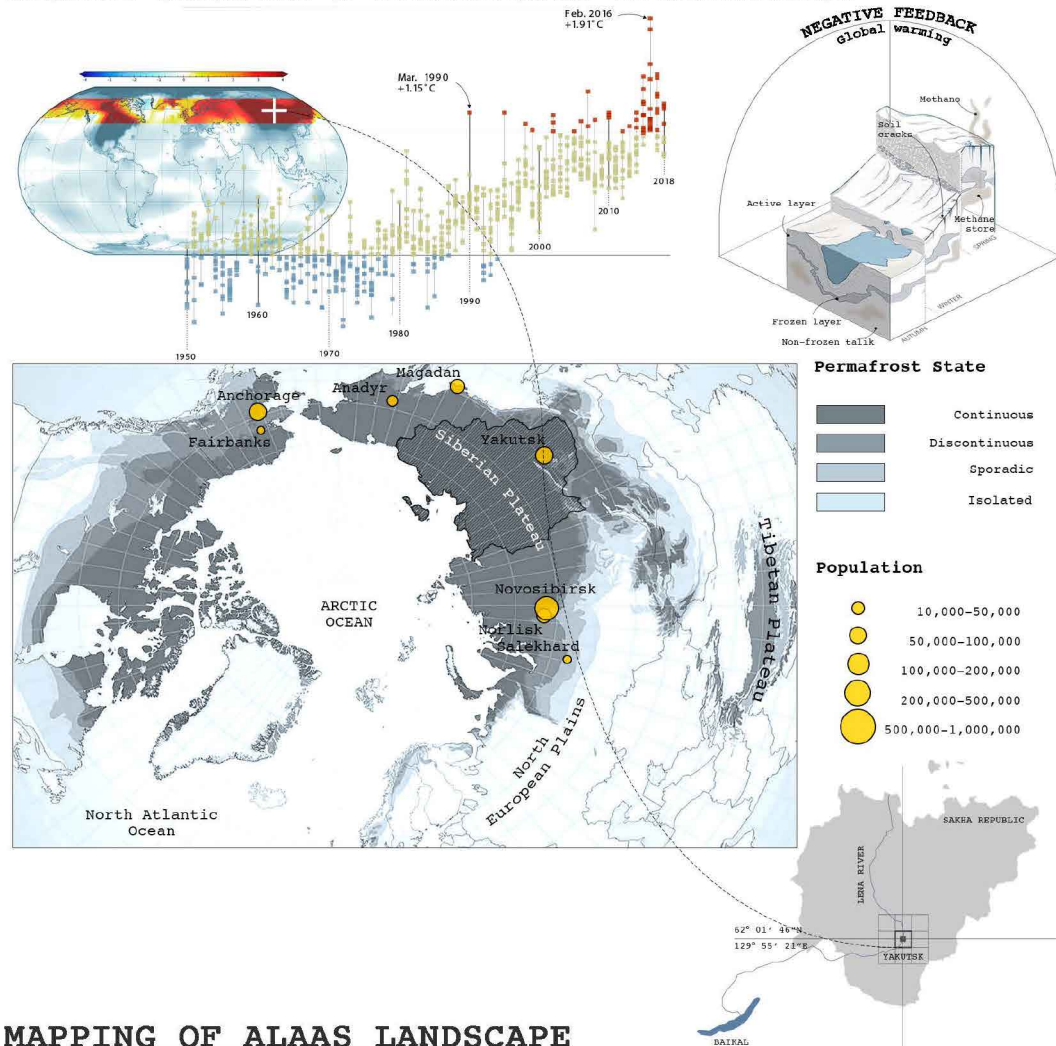 Feb. 2016
+1.91°C
Mar. 1990
+1.15°C
1950
1960
1970
1980
1990
2000
2010
2018
NEGATIVE FEEDBACK
Global warming
Methano
Soil
cracks
Active layer
Methane
store
Frozen layer
Non-frozen talik
AUTUMN
WINTER
SPRING
Anchorage
Fairbanks
Anadyr
Magadan
Yakutsk
Siberian Plateau
Novosibirsk
Norlisk
Salekhard
ARCTIC
OCEAN
North Atlantic
Ocean
North
European Plains
Tibetan Plateau
Permafrost State
Continuous
Discontinuous
Sporadic
Isolated
Population
10,000–50,000
50,000–100,000
100,000–200,000
200,000–500,000
500,000–1,000,000
SAKHA REPUBLIC
LENA RIVER
62° 01' 46"N
129° 55' 21"E
YAKUTSK
BAIKAL
MAPPING OF ALAAS LANDSCAPE